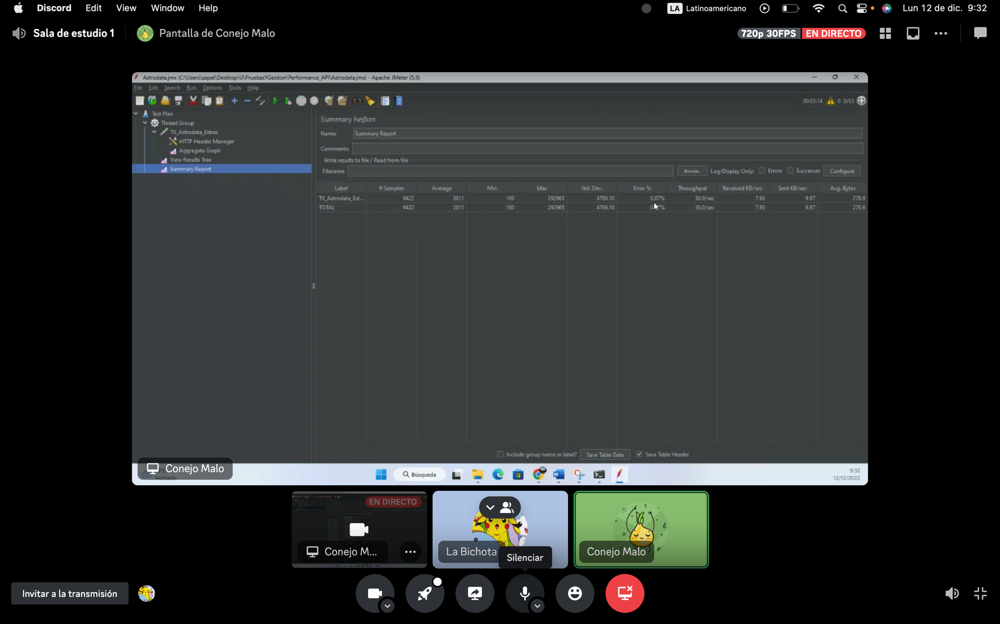 Discord Edit View Window Help LA Latinoamericano Lun 12 de dic. 9:32
Sala de estudio 1 Pantalla de Conejo Malo 720p 30FPS EN DIRECTO
Astrodata.jmx (C:\Users\zapat\Desktop\U\PruebasYGestion\Performance_API\Astrodata.jmx) - Apache JMeter (5.5)
File Edit Search Run Options Tools Help
00:05:14 0 0/63
Test Plan
Thread Group
TX_Astrodata_Estres
HTTP Header Manager
Aggregate Graph
View Results Tree
Summary Report
Summary Report
Name: Summary Report
Comments:
Write results to file / Read from file
Filename Browse... Log/Display Only: Errors Successes Configure
Label # Samples Average Min Max Std. Dev. Error % Throughput Received KB/sec Sent KB/sec Avg. Bytes
TX_Astrodata_Est... 9422 2011 100 292965 4769.10 0.67% 30.0/sec 7.93 9.97 270.9
TOTAL 9422 2011 100 292965 4769.10 30.0/sec 7.93 9.97 270.9
Include group name in label? Save Table Data Save Table Header
Conejo Malo
Nublado
Búsqueda
9:32
12/12/2022
EN DIRECTO
Conejo M... La Bichota Conejo Malo
Silenciar
Invitar a la transmisión